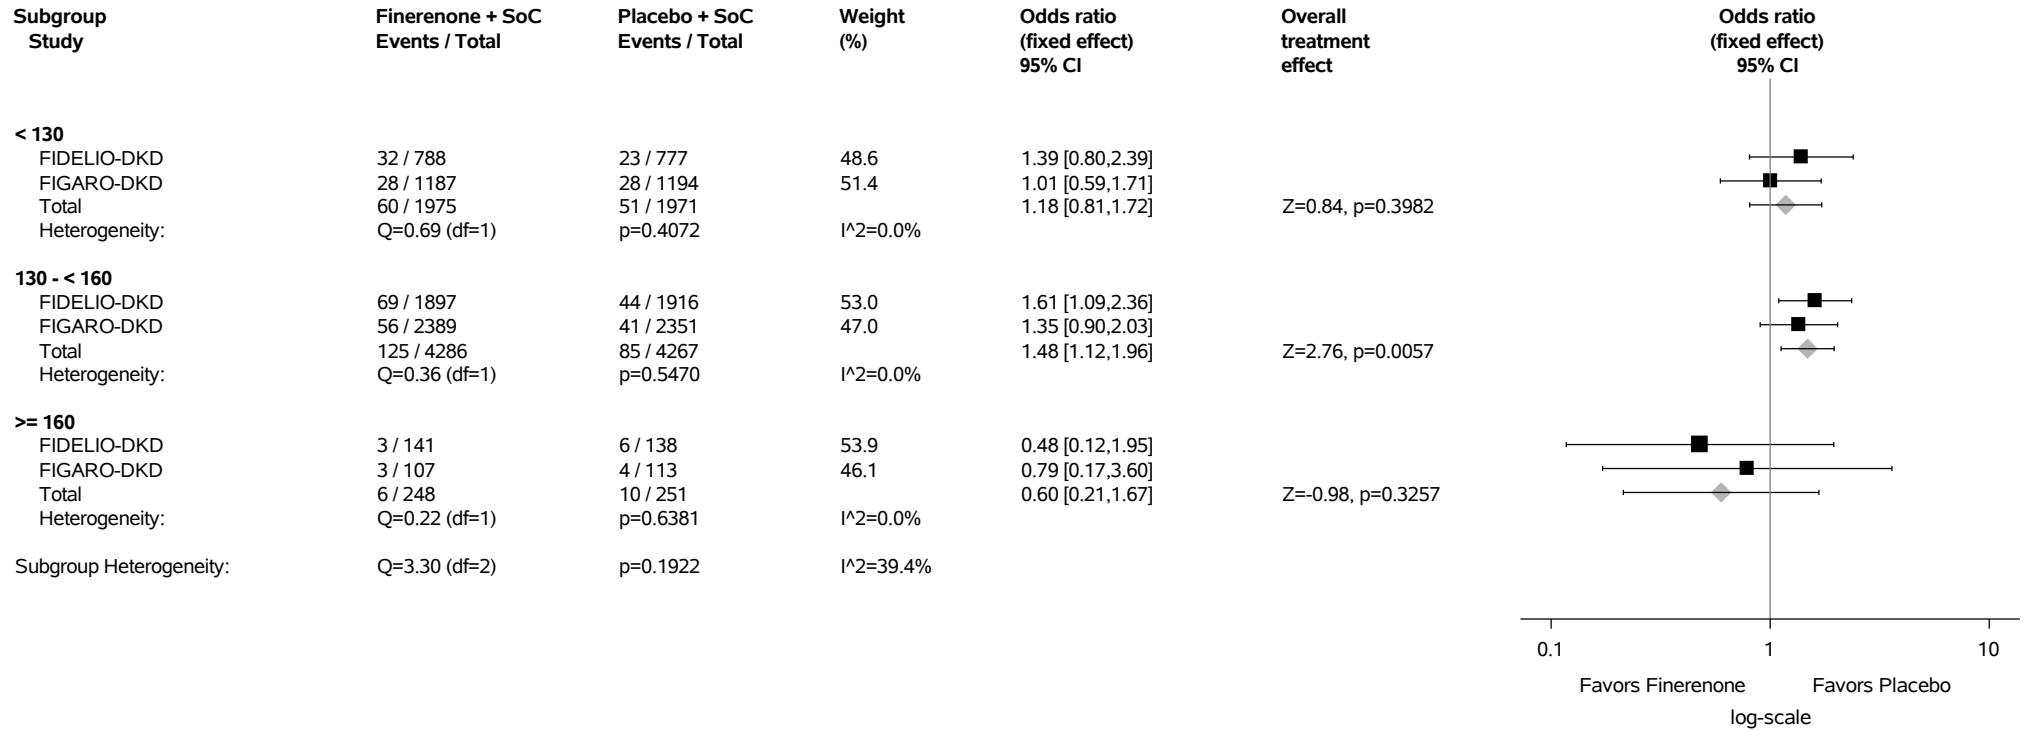 Subgroup Finerenone + SoC Placebo + SoC Weight Odds ratio Overall Odds ratio
Study Events / Total Events / Total (%) (fixed effect) treatment (fixed effect)
95% CI effect 95% CI
< 130
FIDELIO-DKD 32 / 788 23 / 777 48.6 1.39 [0.80,2.39]
FIGARO-DKD 28 / 1187 28 / 1194 51.4 1.01 [0.59,1.71]
Total 60 / 1975 51 / 1971 1.18 [0.81,1.72] Z=0.84, p=0.3982
Heterogeneity: Q=0.69 (df=1) p=0.4072 I^2=0.0%
130 - < 160
FIDELIO-DKD 69 / 1897 44 / 1916 53.0 1.61 [1.09,2.36]
FIGARO-DKD 56 / 2389 41 / 2351 47.0 1.35 [0.90,2.03]
Total 125 / 4286 85 / 4267 1.48 [1.12,1.96] Z=2.76, p=0.0057
Heterogeneity: Q=0.36 (df=1) p=0.5470 I^2=0.0%
>= 160
FIDELIO-DKD 3 / 141 6 / 138 53.9 0.48 [0.12,1.95]
FIGARO-DKD 3 / 107 4 / 113 46.1 0.79 [0.17,3.60]
Total 6 / 248 10 / 251 0.60 [0.21,1.67] Z=-0.98, p=0.3257
Heterogeneity: Q=0.22 (df=1) p=0.6381 I^2=0.0%
Subgroup Heterogeneity: Q=3.30 (df=2) p=0.1922 I^2=39.4%
0.1 1 10
Favors Finerenone Favors Placebo
log-scale